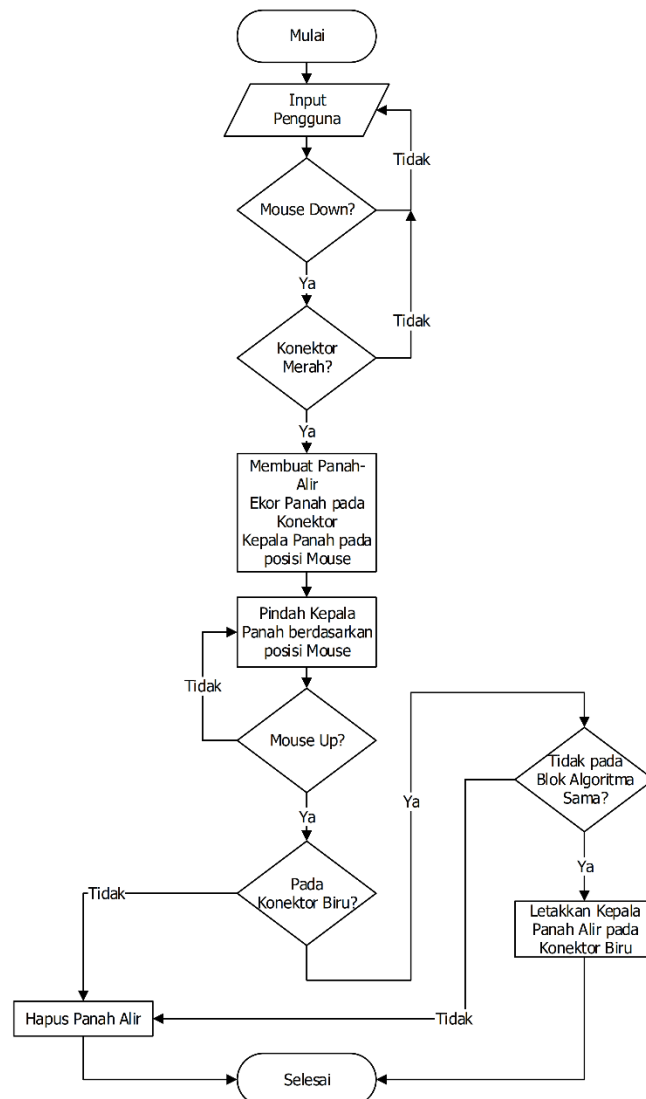 Mulai
Input
Pengguna
Tidak
Mouse Down?
Ya
Tidak
Konektor
Merah?
Ya
Membuat Panah-
Alir
Ekor Panah pada
Konektor
Kepala Panah pada
posisi Mouse
Pindah Kepala
Panah berdasarkan
posisi Mouse
Tidak
Mouse Up?
Ya
Pada
Konektor Biru?
Tidak
Ya
Tidak pada
Blok Algoritma
Sama?
Ya
Letakkan Kepala
Panah Alir pada
Konektor Biru
Tidak
Hapus Panah Alir
Selesai